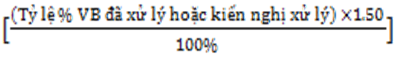 [(Tỷ lệ % VB đã xử lý hoặc kiến nghị xử lý) ×1.50
100%]